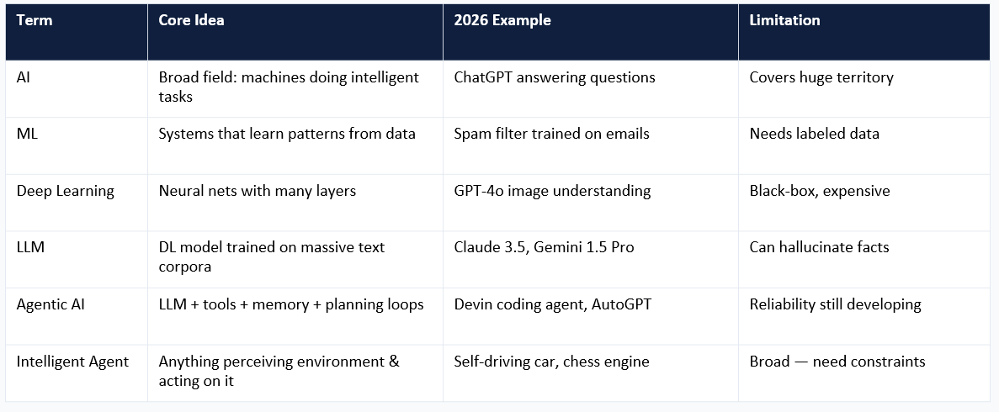 Term Core Idea 2026 Example Limitation
AI Broad field: machines doing intelligent ChatGPT answering questions Covers huge territory
tasks
ML Systems that learn patterns from data Spam filter trained on emails Needs labeled data
Deep Learning Neural nets with many layers GPT-4o image understanding Black-box, expensive
LLM DL model trained on massive text Claude 3.5, Gemini 1.5 Pro Can hallucinate facts
corpora
Agentic AI LLM + tools + memory + planning loops Devin coding agent, AutoGPT Reliability still developing
Intelligent Agent Anything perceiving environment & Self-driving car, chess engine Broad — need constraints
acting on it